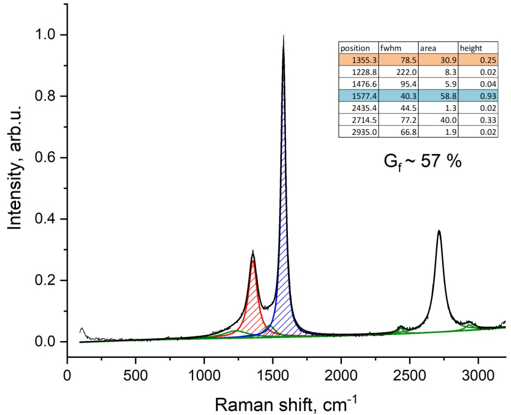 position fwhm area height
1355.3 78.5 30.9 0.25
1228.8 222.0 8.3 0.02
1476.6 95.4 5.9 0.04
1577.4 40.3 58.8 0.93
2435.4 44.5 1.3 0.02
2714.5 77.2 40.0 0.33
2935.0 66.8 1.9 0.02
Gf ~ 57 %
Intensity, arb.u.
1.0
0.8
0.6
0.4
0.2
0.0
0 500 1000 1500 2000 2500 3000
Raman shift, cm-1